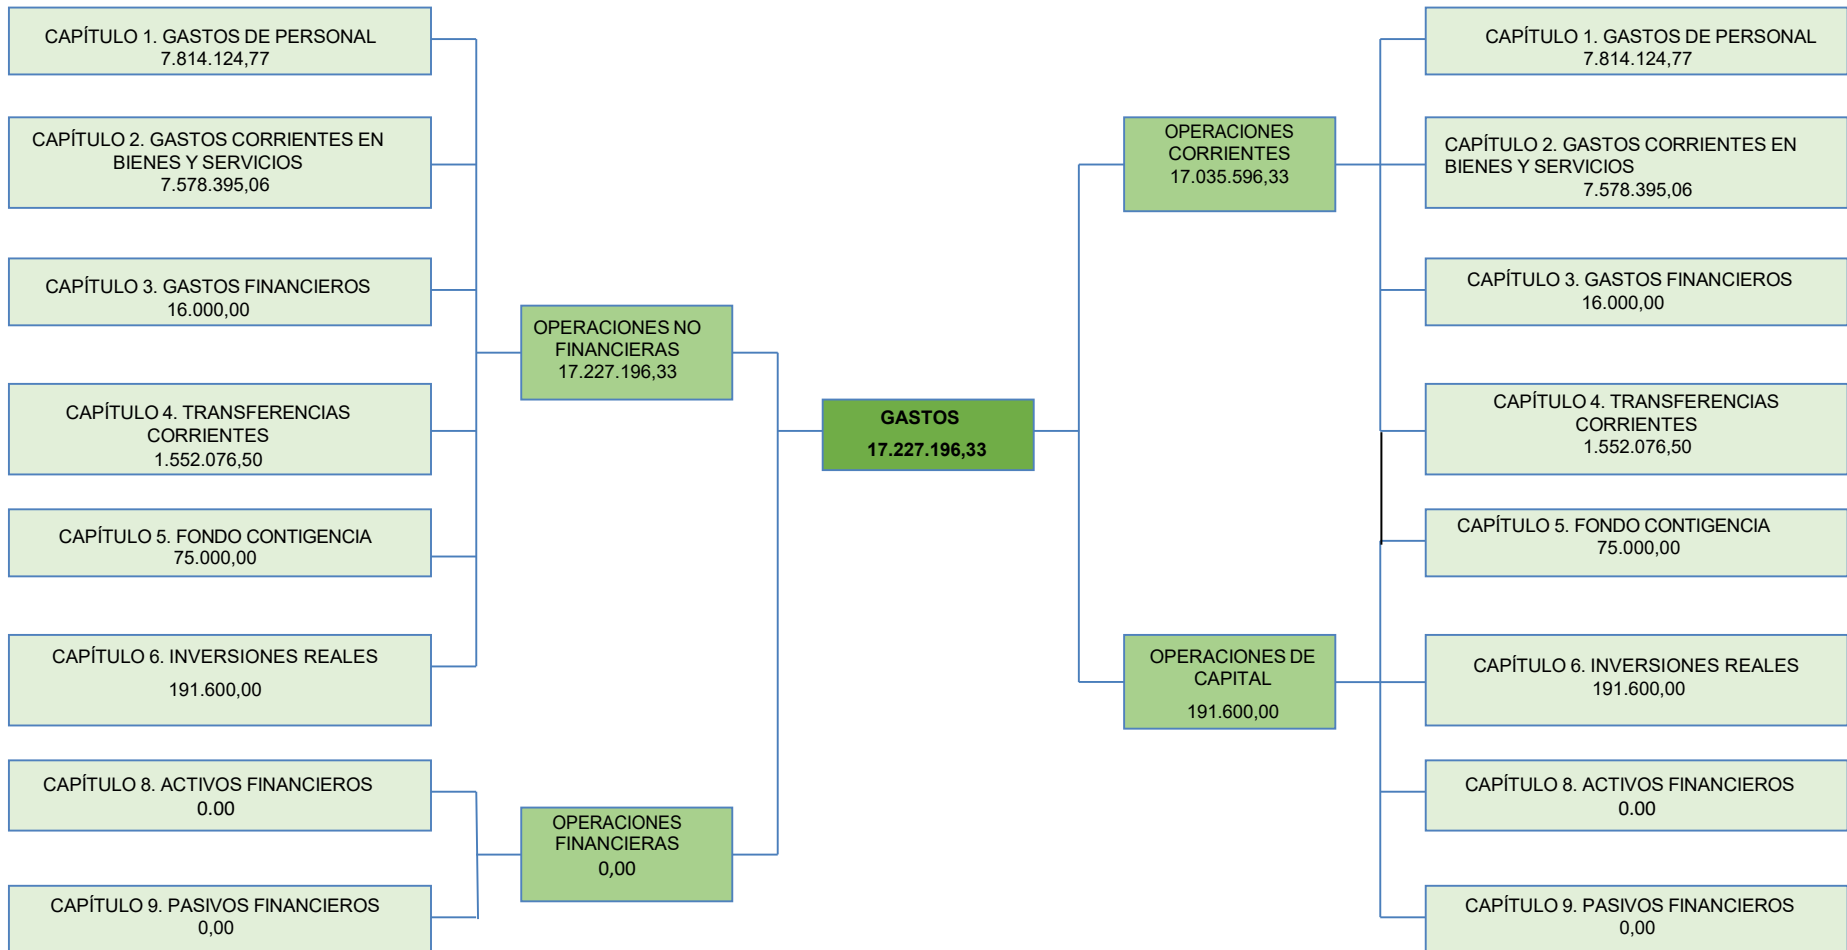 CAPÍTULO 1. GASTOS DE PERSONAL
7.814.124,77
CAPÍTULO 2. GASTOS CORRIENTES EN
BIENES Y SERVICIOS
7.578.395,06
CAPÍTULO 3. GASTOS FINANCIEROS
16.000,00
CAPÍTULO 4. TRANSFERENCIAS
CORRIENTES
1.552.076,50
CAPÍTULO 5. FONDO CONTIGENCIA
75.000,00
CAPÍTULO 6. INVERSIONES REALES
191.600,00
CAPÍTULO 8. ACTIVOS FINANCIEROS
0.00
CAPÍTULO 9. PASIVOS FINANCIEROS
0,00
OPERACIONES NO
FINANCIERAS
17.227.196,33
OPERACIONES
FINANCIERAS
0,00
GASTOS
17.227.196,33
OPERACIONES
CORRIENTES
17.035.596,33
OPERACIONES DE
CAPITAL
191.600,00
CAPÍTULO 1. GASTOS DE PERSONAL
7.814.124,77
CAPÍTULO 2. GASTOS CORRIENTES EN
BIENES Y SERVICIOS
7.578.395,06
CAPÍTULO 3. GASTOS FINANCIEROS
16.000,00
CAPÍTULO 4. TRANSFERENCIAS
CORRIENTES
1.552.076,50
CAPÍTULO 5. FONDO CONTIGENCIA
75.000,00
CAPÍTULO 6. INVERSIONES REALES
191.600,00
CAPÍTULO 8. ACTIVOS FINANCIEROS
0.00
CAPÍTULO 9. PASIVOS FINANCIEROS
0,00